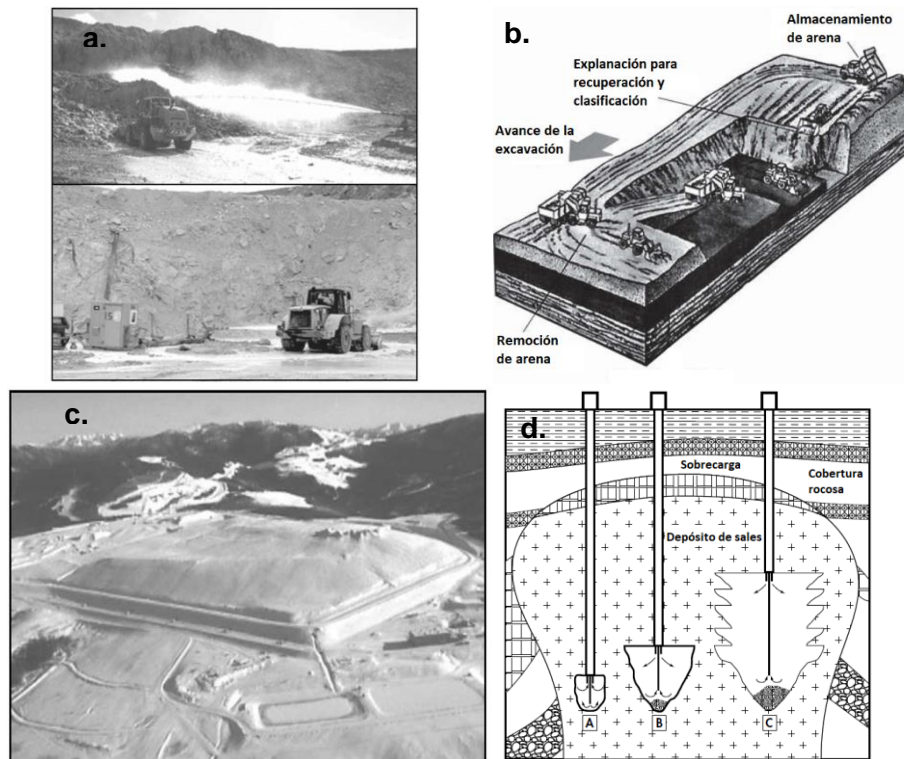 a.
b.
Almacenamiento
de arena
Explanación para
recuperación y
clasificación
Avance de la
excavación
Remoción
de arena
c.
d.
Sobrecarga
Cobertura
rocosa
Depósito de sales
A
B
C